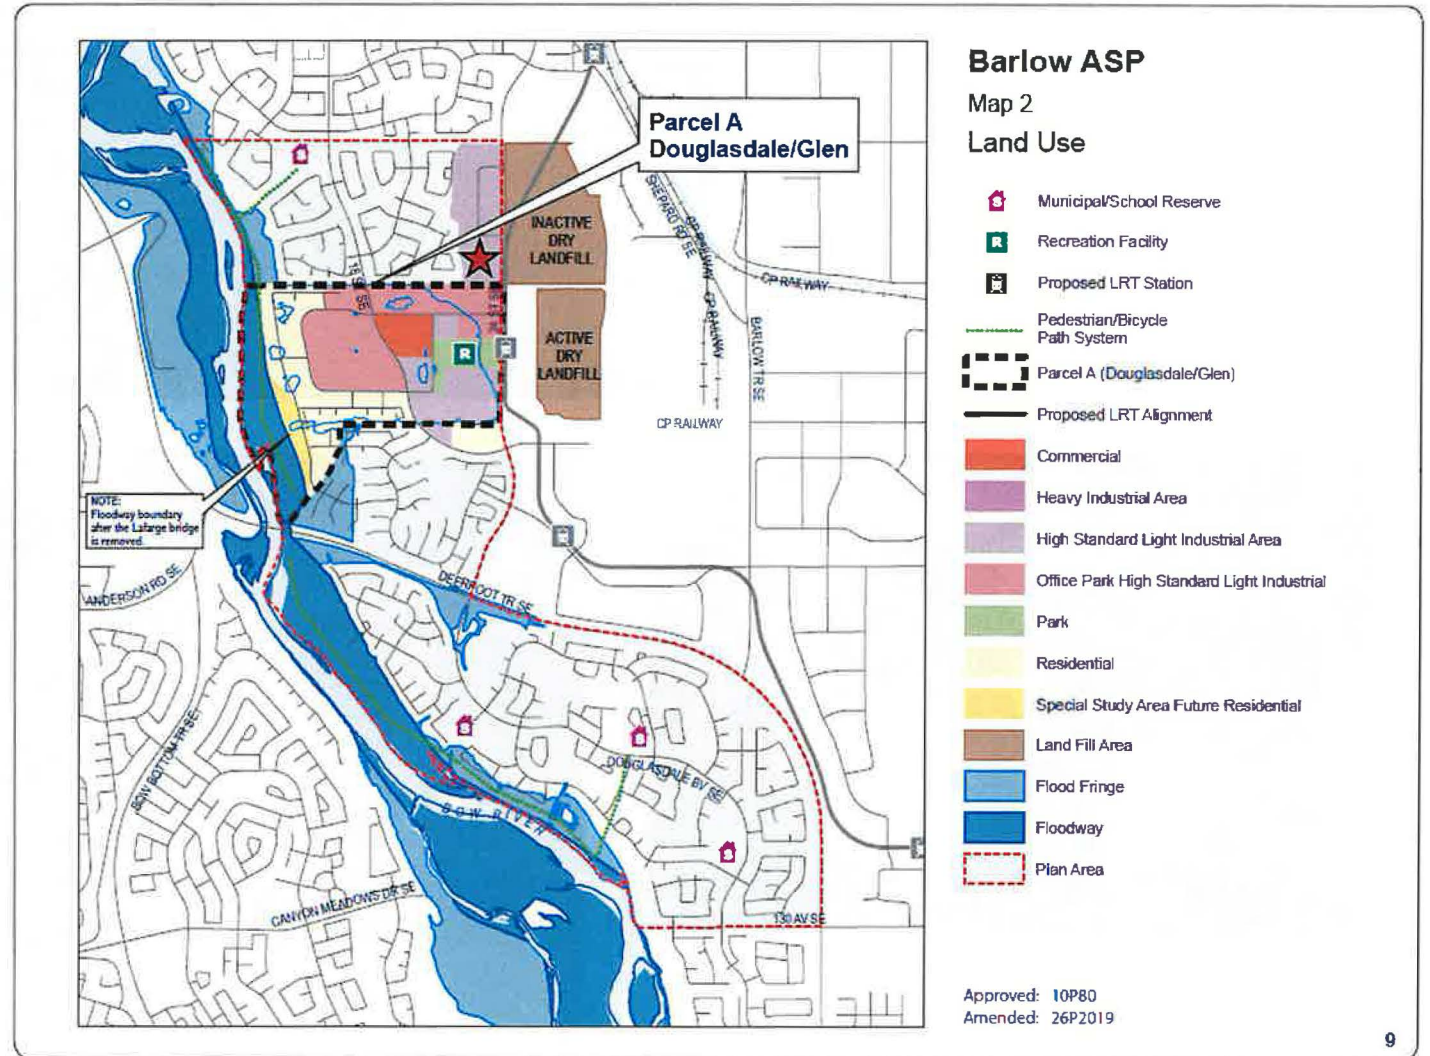 Barlow ASP
Map 2
Land Use
Municipal/School Reserve
Recreation Facility
Proposed LRT Station
Pedestrian/Bicycle
Path System
Parcel A (Douglasdale/Glen)
Proposed LRT Alignment
Commercial
Heavy Industrial Area
High Standard Light Industrial Area
Office Park High Standard Light Industrial
Park
Residential
Special Study Area Future Residential
Land Fill Area
Flood Fringe
Floodway
Plan Area
Approved: 10P80
Amended: 26P2019
9
Parcel A
Douglasdale/Glen
INACTIVE
DRY
LANDFILL
SHEPARD RD SE
CP RAILWAY
CP RAILWAY
CP RAILWAY
ACTIVE
DRY
LANDFILL
R
R
BARLOW TR SE
CP RAILWAY
NOTE:
Floodway boundary
after the Lafarge bridge
is removed.
ANDERSON RD SE
DEERFOOT TR SE
BOW BOTTOM TR SE
DOUGLASDALE BV SE
BOW RIVER
CANYON MEADOWS DR SE
130 AV SE